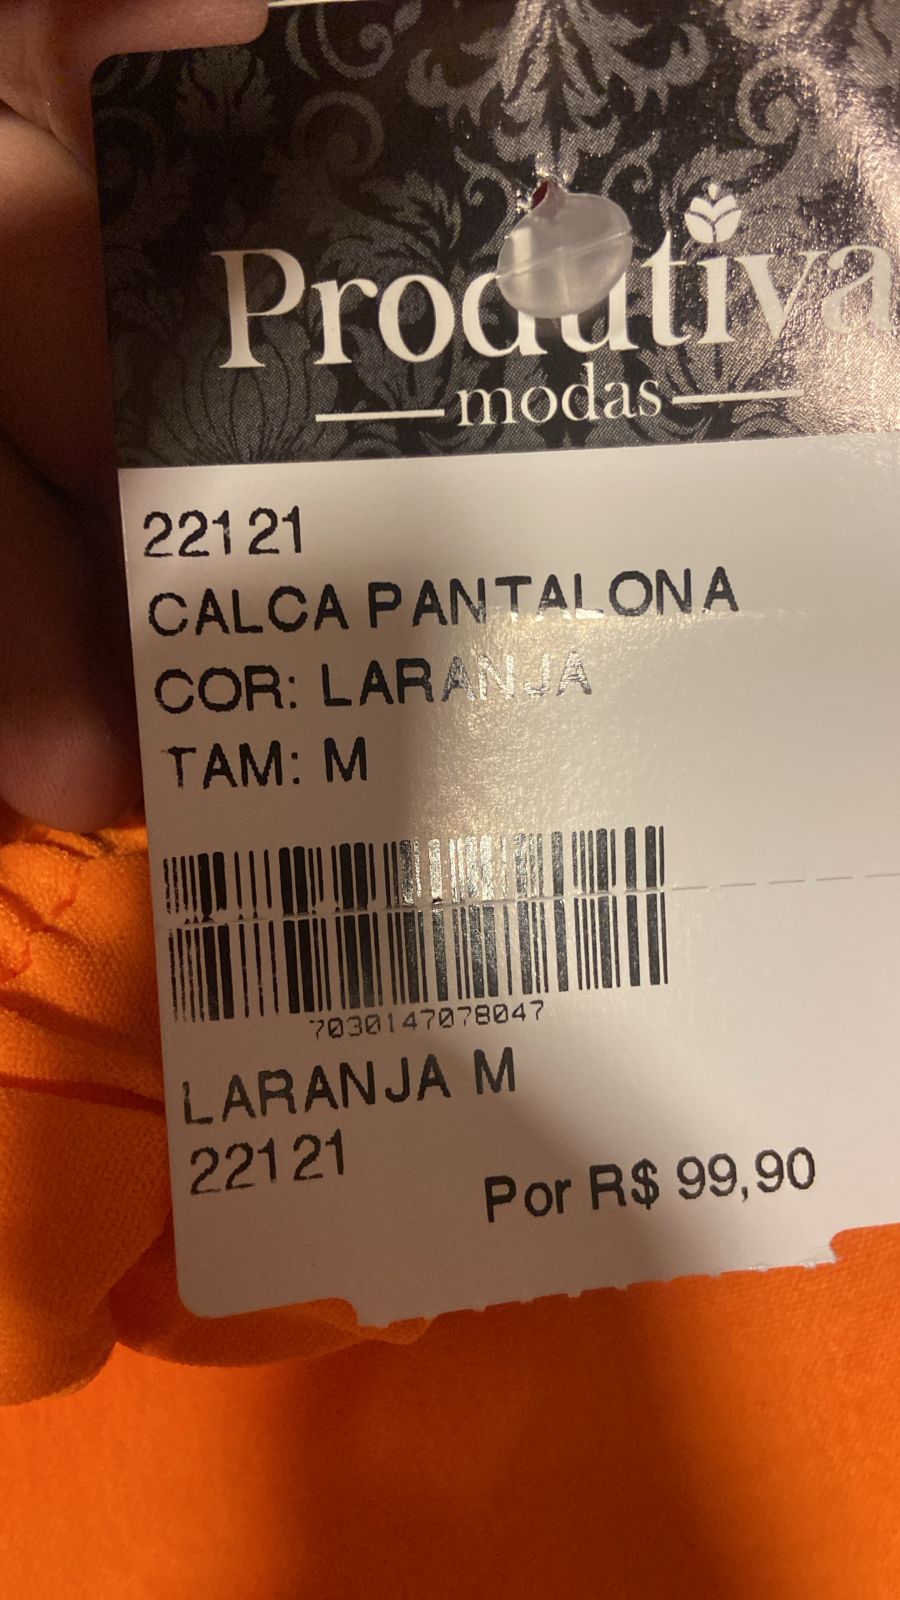 Produtiva
modas
22121
CALCA PANTALONA
COR: LARANJA
TAM: M
7030147078047
LARANJA M
22121
Por R$ 99,90